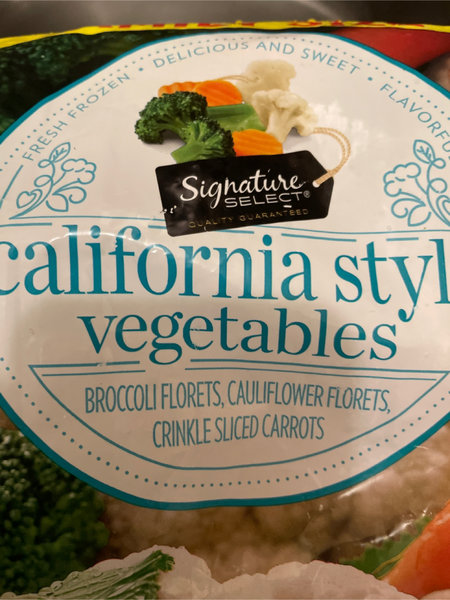 FRESH FROZEN · DELICIOUS AND SWEET · FLAVORFU
Signature
SELECT®
QUALITY GUARANTEED
california styl
vegetables
BROCCOLI FLORETS, CAULIFLOWER FLORETS,
CRINKLE SLICED CARROTS